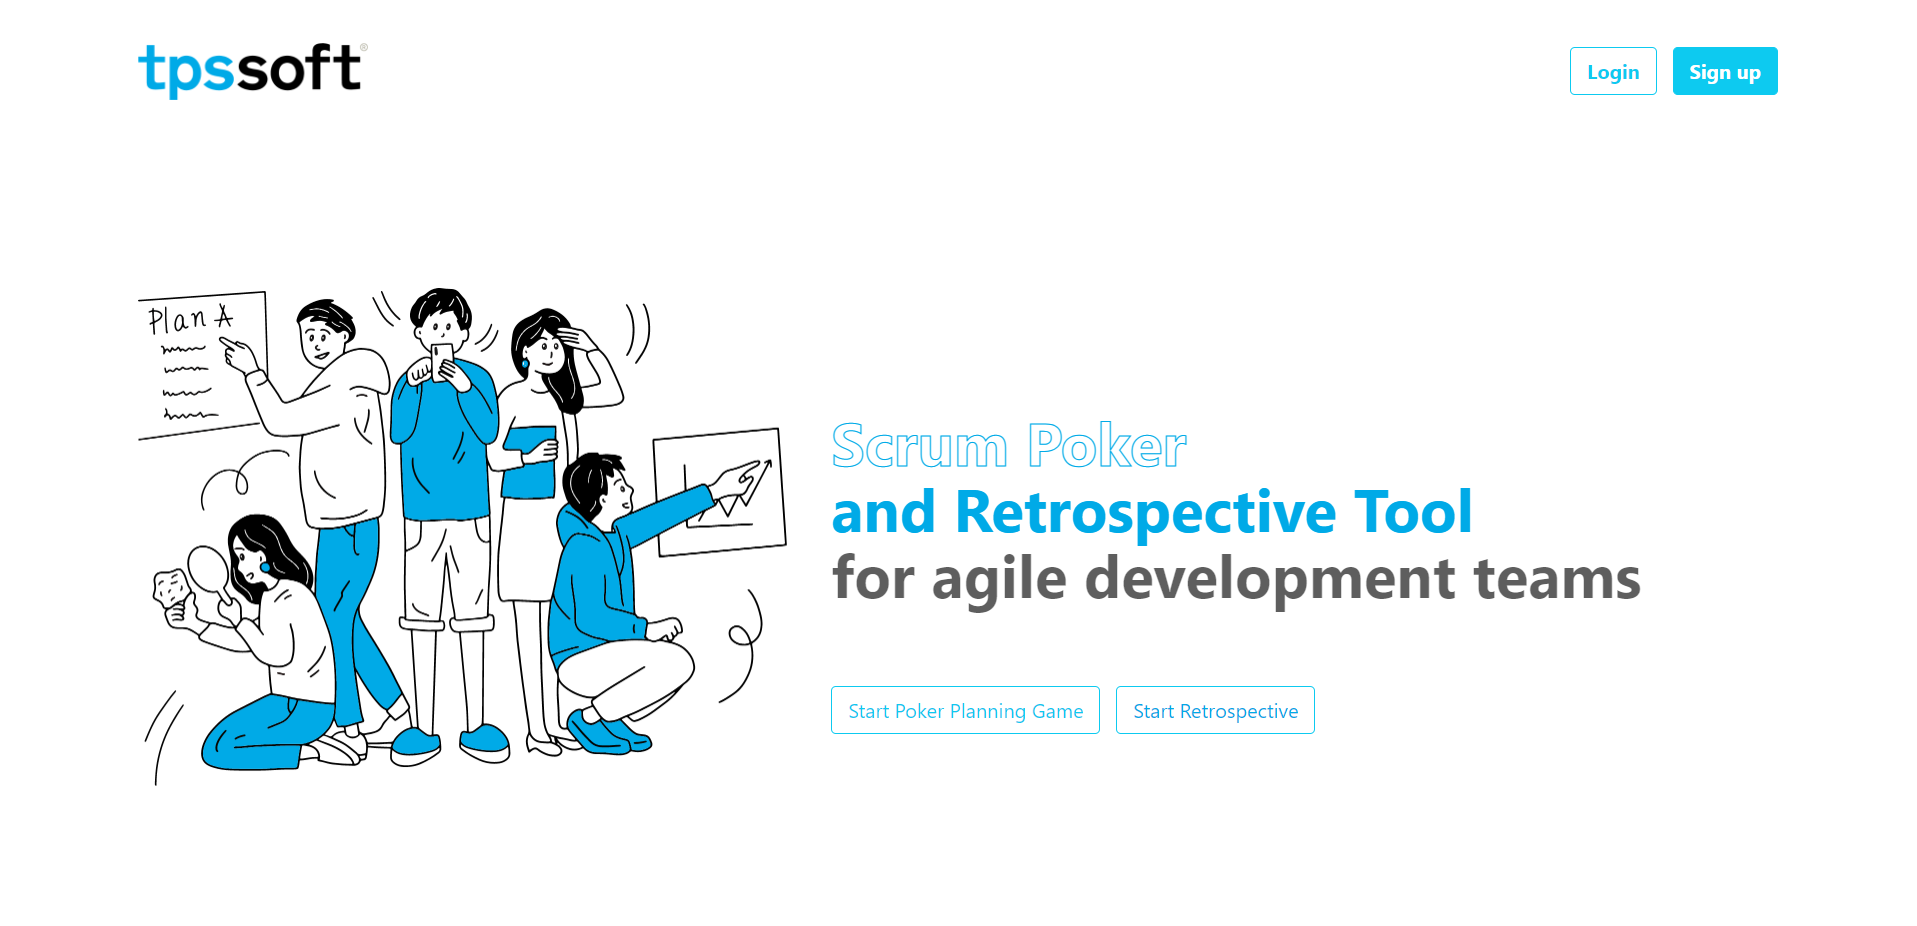 tpssoft®
Login
Sign up
Plan A
Scrum Poker
and Retrospective Tool
for agile development teams
Start Poker Planning Game
Start Retrospective